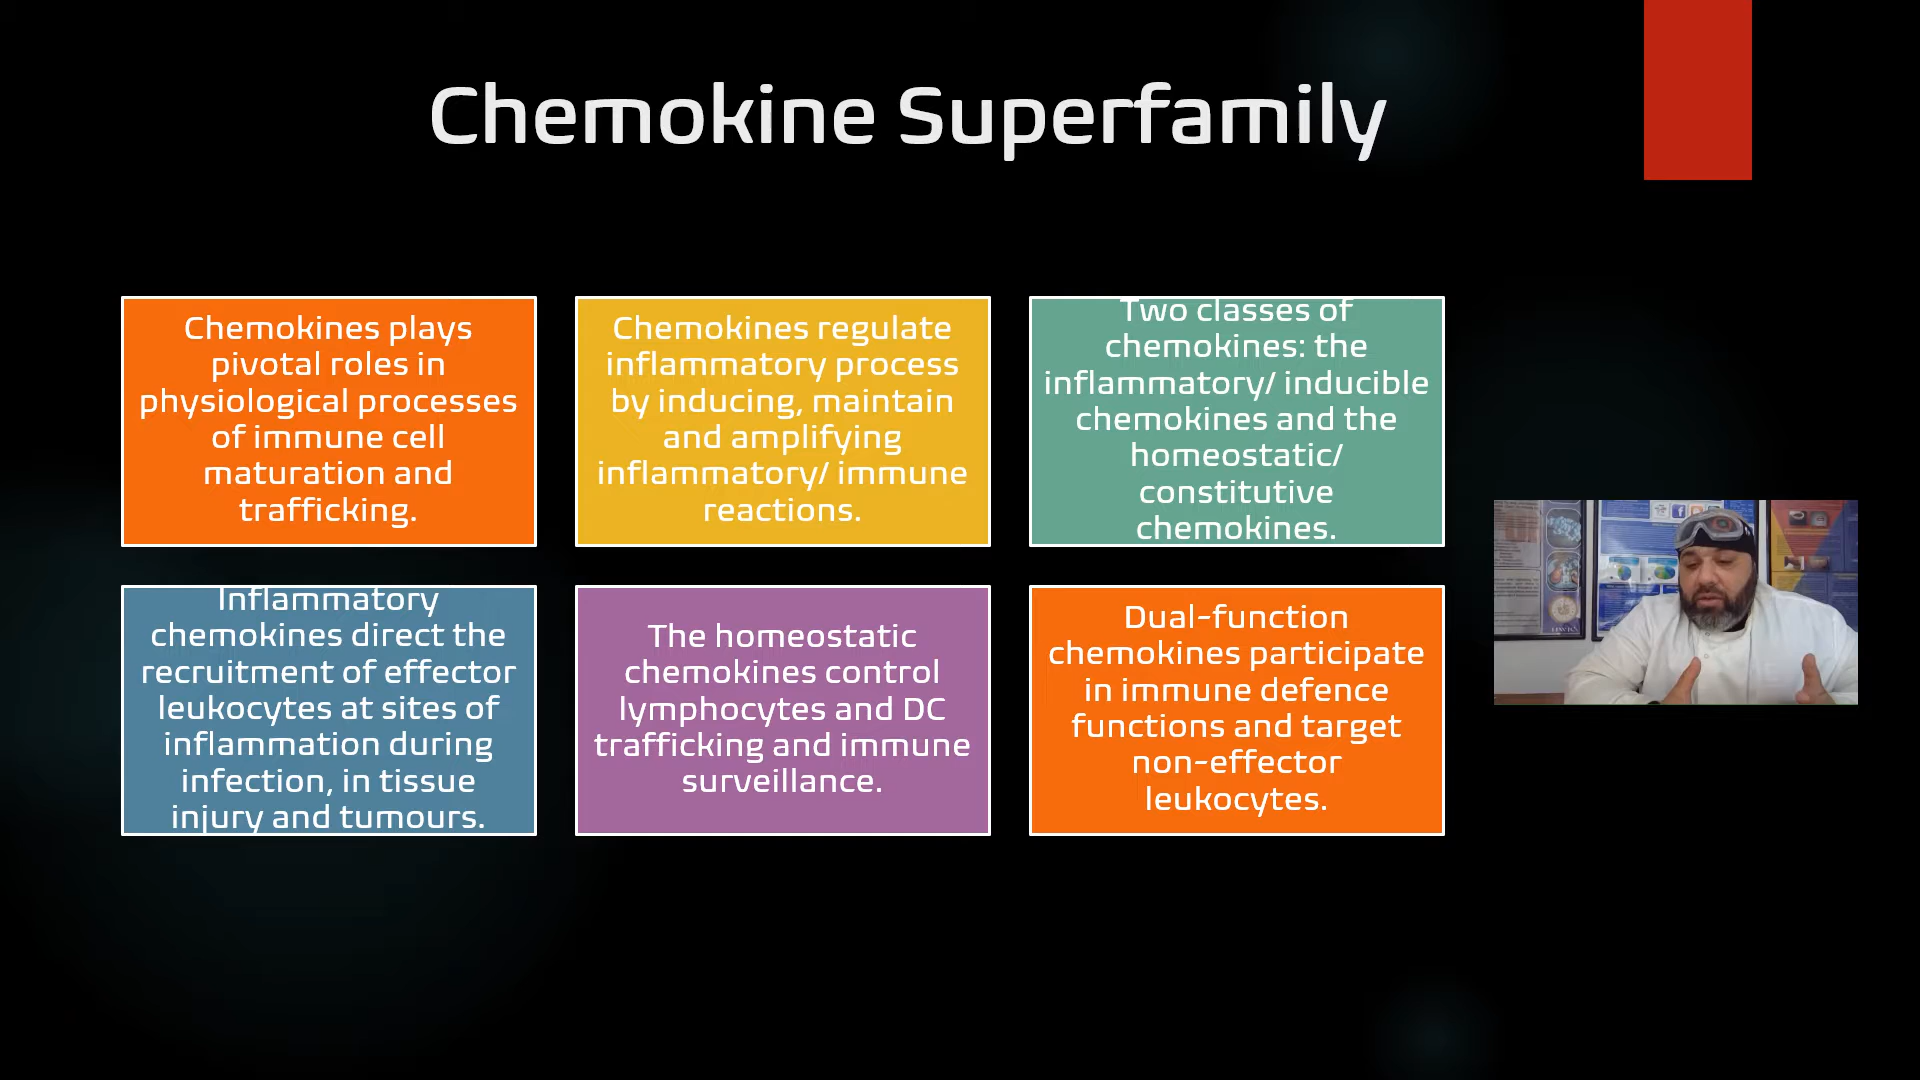 Chemokine Superfamily
Chemokines plays
pivotal roles in
physiological processes
of immune cell
maturation and
trafficking.
Chemokines regulate
inflammatory process
by inducing, maintain
and amplifying
inflammatory/ immune
reactions.
Two classes of
chemokines: the
inflammatory/ inducible
chemokines and the
homeostatic/
constitutive
chemokines.
Inflammatory
chemokines direct the
recruitment of effector
leukocytes at sites of
inflammation during
infection, in tissue
injury and tumours.
The homeostatic
chemokines control
lymphocytes and DC
trafficking and immune
surveillance.
Dual-function
chemokines participate
in immune defence
functions and target
non-effector
leukocytes.